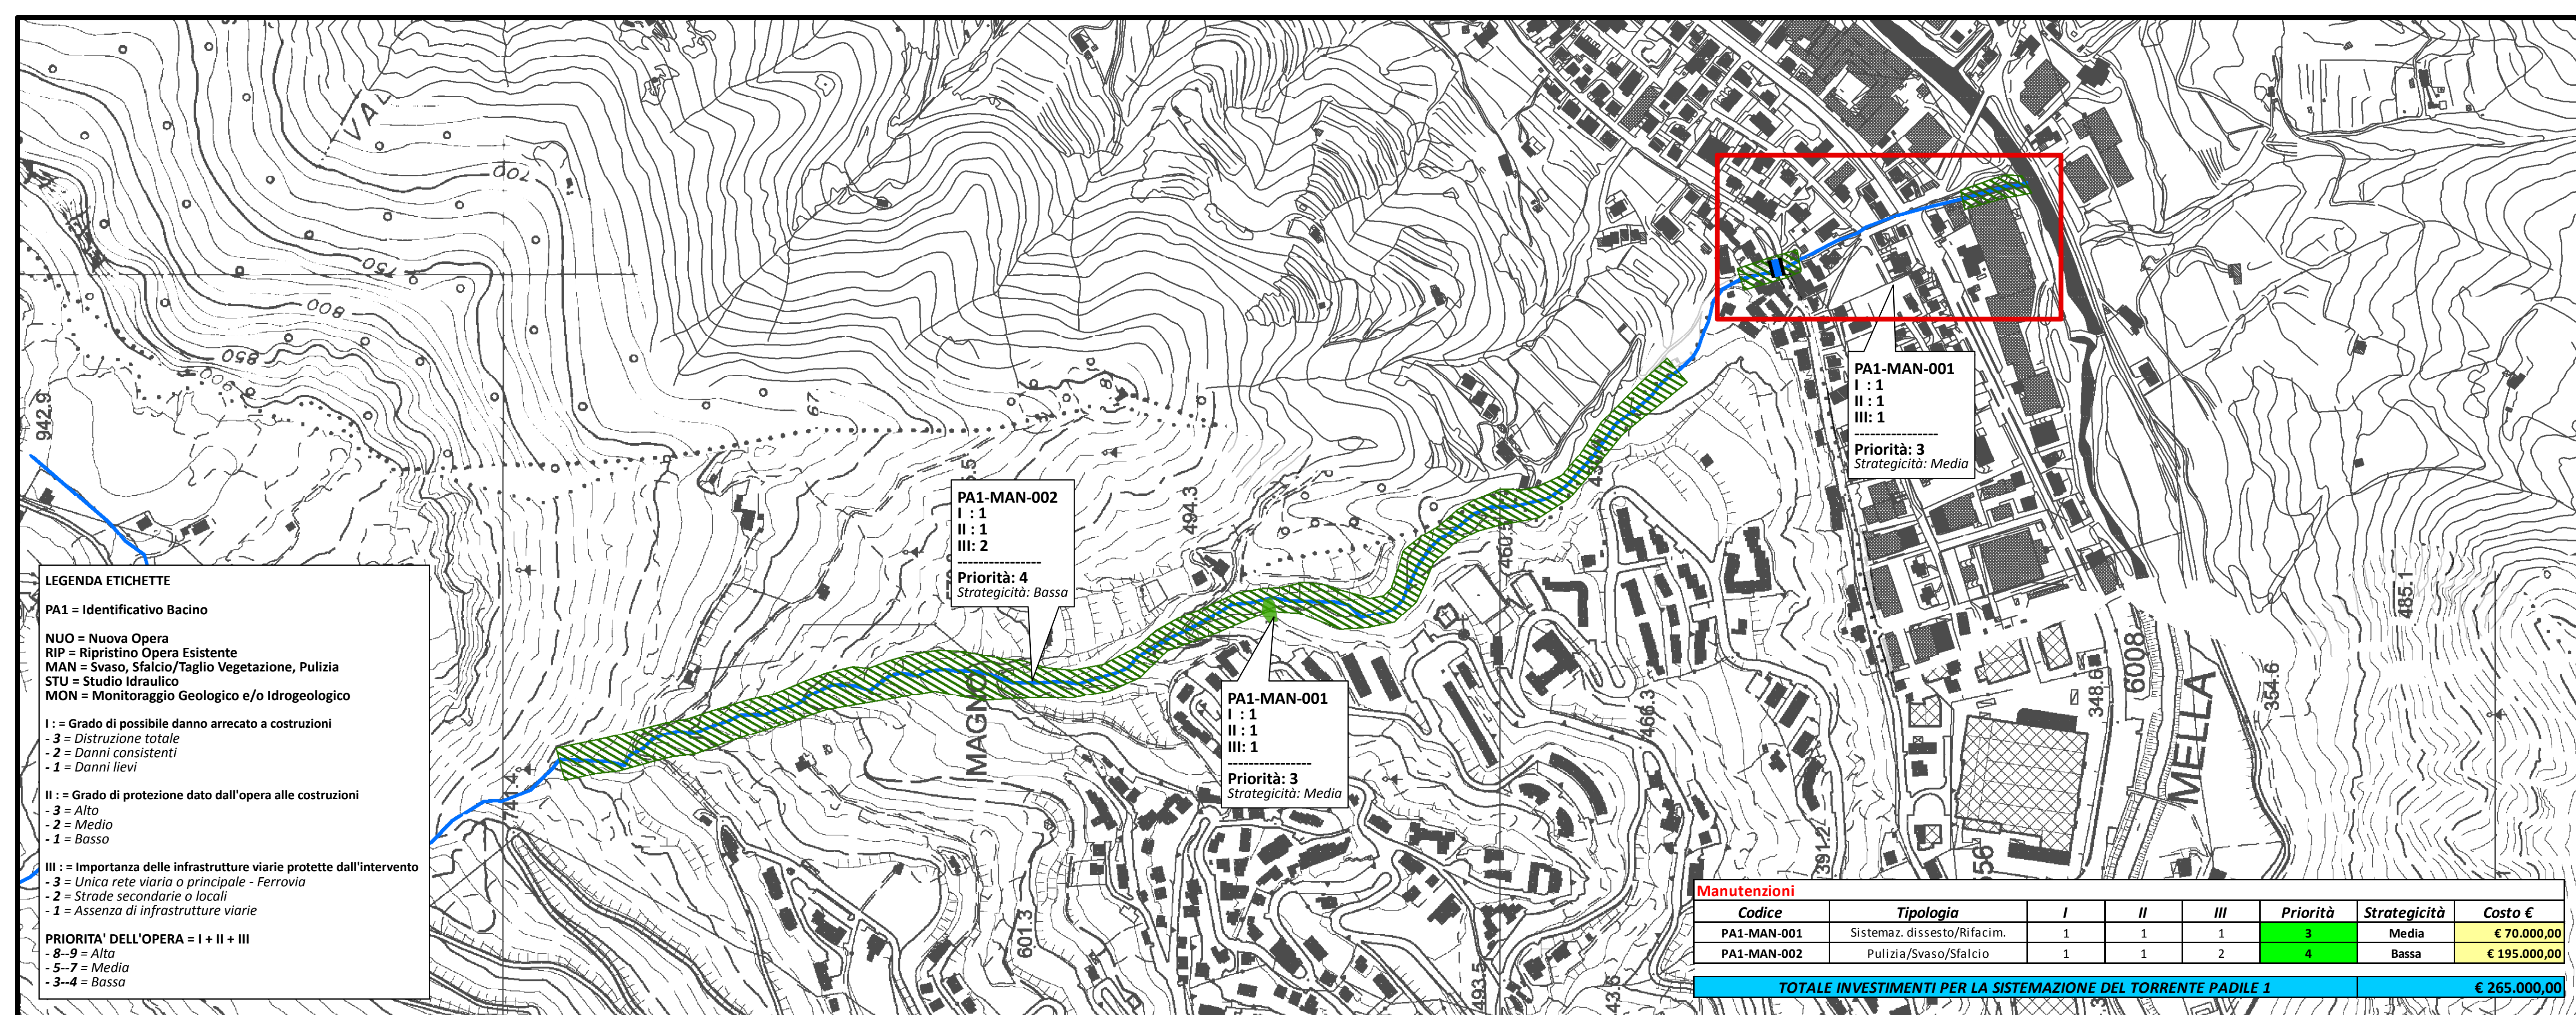 VAL
700
750
800
850
900
942.9
67
494.3
485.1
460.
466.3
741.4
MAGNO
601.3
493.5
391.2
348.6
354.6
6008
MELLA
556
PA1-MAN-001
I : 1
II : 1
III: 1
----------------
Priorità: 3
Strategicità: Media
PA1-MAN-002
I : 1
II : 1
III: 2
----------------
Priorità: 4
Strategicità: Bassa
PA1-MAN-001
I : 1
II : 1
III: 1
----------------
Priorità: 3
Strategicità: Media
LEGENDA ETICHETTE
PA1 = Identificativo Bacino
NUO = Nuova Opera
RIP = Ripristino Opera Esistente
MAN = Svaso, Sfalcio/Taglio Vegetazione, Pulizia
STU = Studio Idraulico
MON = Monitoraggio Geologico e/o Idrogeologico
I : = Grado di possibile danno arrecato a costruzioni
- 3 = Distruzione totale
- 2 = Danni consistenti
- 1 = Danni lievi
II : = Grado di protezione dato dall'opera alle costruzioni
- 3 = Alto
- 2 = Medio
- 1 = Basso
III : = Importanza delle infrastrutture viarie protette dall'intervento
- 3 = Unica rete viaria o principale - Ferrovia
- 2 = Strade secondarie o locali
- 1 = Assenza di infrastrutture viarie
PRIORITA' DELL'OPERA = I + II + III
- 8--9 = Alta
- 5--7 = Media
- 3--4 = Bassa
Manutenzioni
Codice Tipologia I II III Priorità Strategicità Costo €
PA1-MAN-001 Sistemaz. dissesto/Rifacim. 1 1 1 3 Media € 70.000,00
PA1-MAN-002 Pulizia/Svaso/Sfalcio 1 1 2 4 Bassa € 195.000,00
TOTALE INVESTIMENTI PER LA SISTEMAZIONE DEL TORRENTE PADILE 1 € 265.000,00